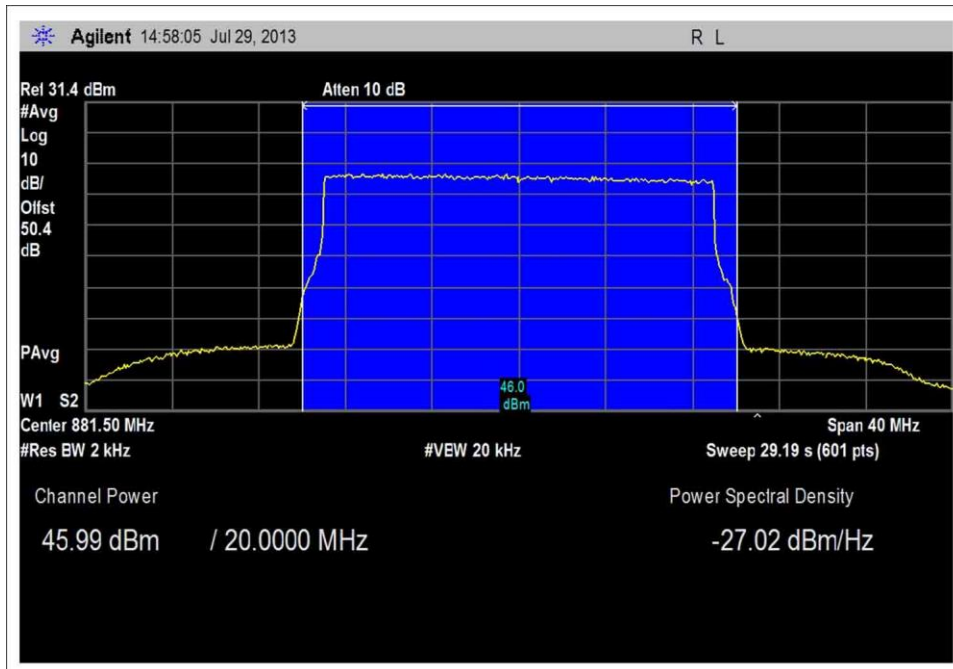 Agilent 14:58:05 Jul 29, 2013 R L
Rel 31.4 dBm Atten 10 dB
#Avg
Log
10
dB/
Offst
50.4
dB
PAvg
46.0
dBm
W1 S2
Center 881.50 MHz Span 40 MHz
#Res BW 2 kHz #VEW 20 kHz Sweep 29.19 s (601 pts)
Channel Power Power Spectral Density
45.99 dBm / 20.0000 MHz -27.02 dBm/Hz